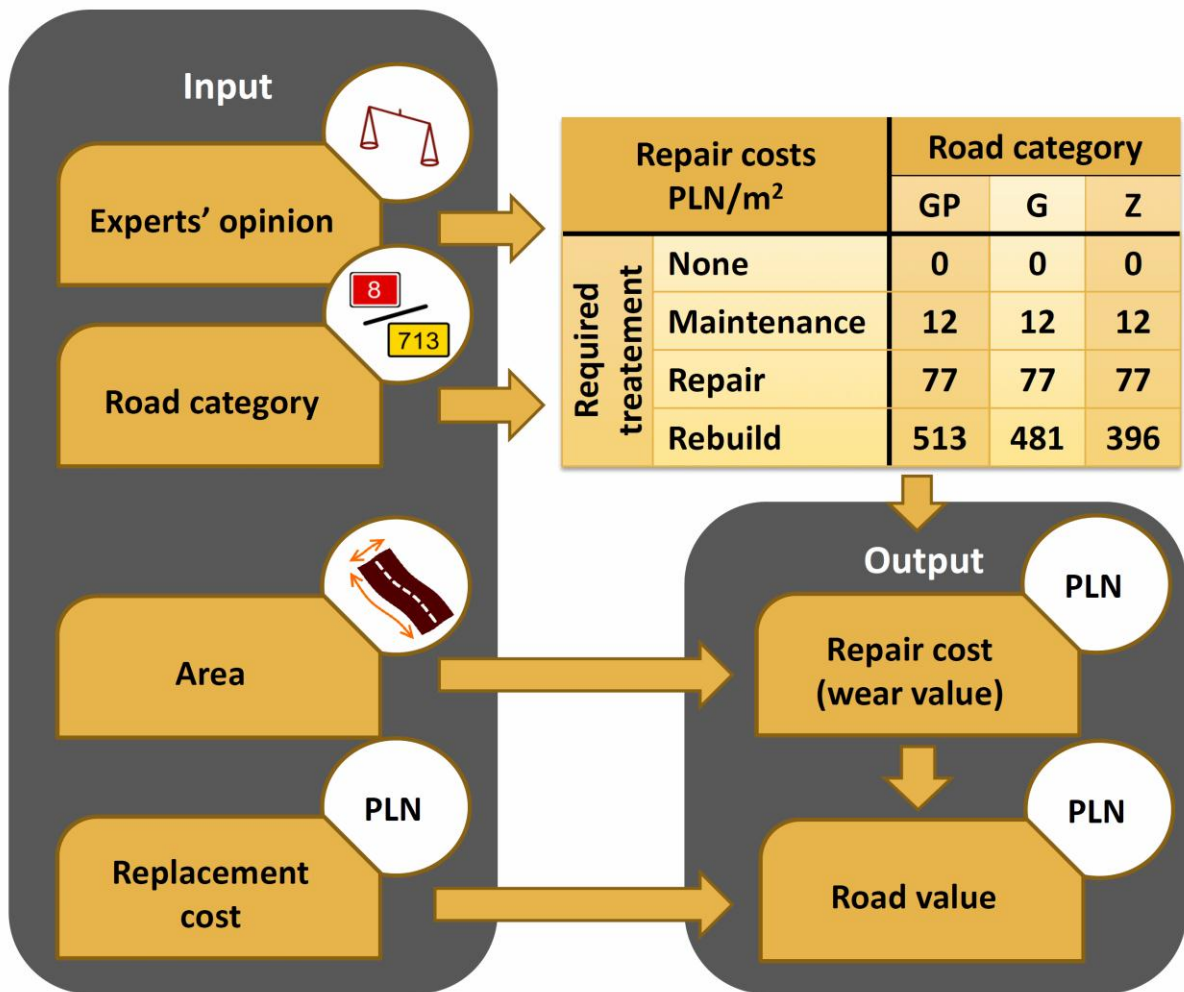 Input
Experts' opinion
8
713
Road category
Area
PLN
Replacement
cost
Repair costs
PLN/m²
Road category
GP G Z
Required
treatement
None 0 0 0
Maintenance 12 12 12
Repair 77 77 77
Rebuild 513 481 396
Output
PLN
Repair cost
(wear value)
PLN
Road value